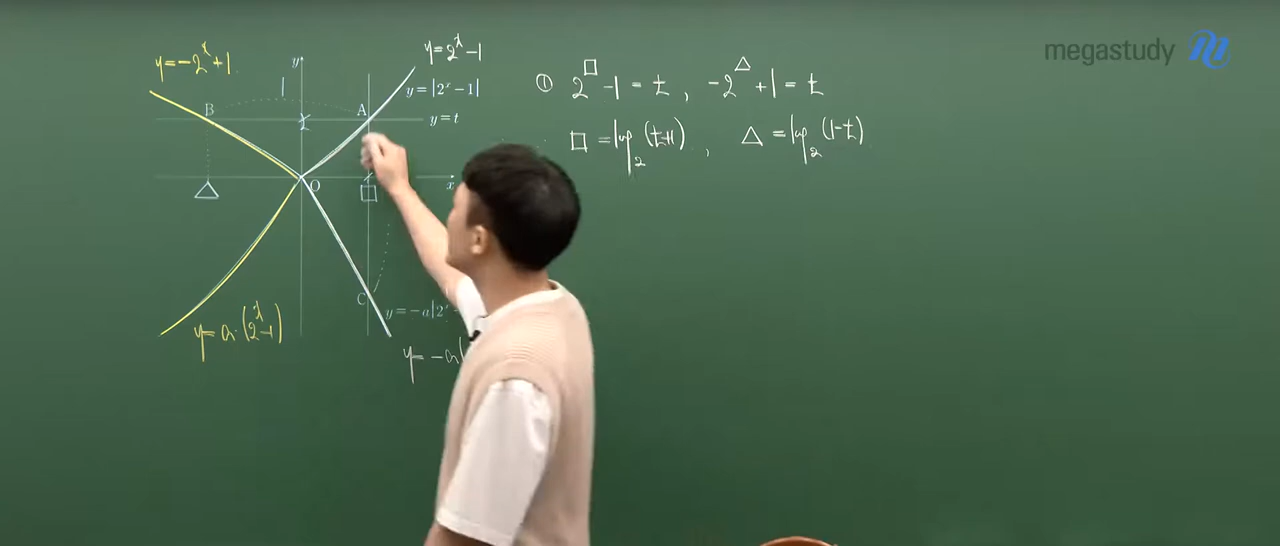 megastudy
y=-2^x+1
y
1
y=2^x-1
y=|2^x-1|
B
A
y=t
t
O
x
△
□
C
y=-a|2^x
y=a·(2^x-1)
y=-a(
① 2^□-1=t, -2^△+1=t
□=log_2(t+1), △=log_2(1-t)